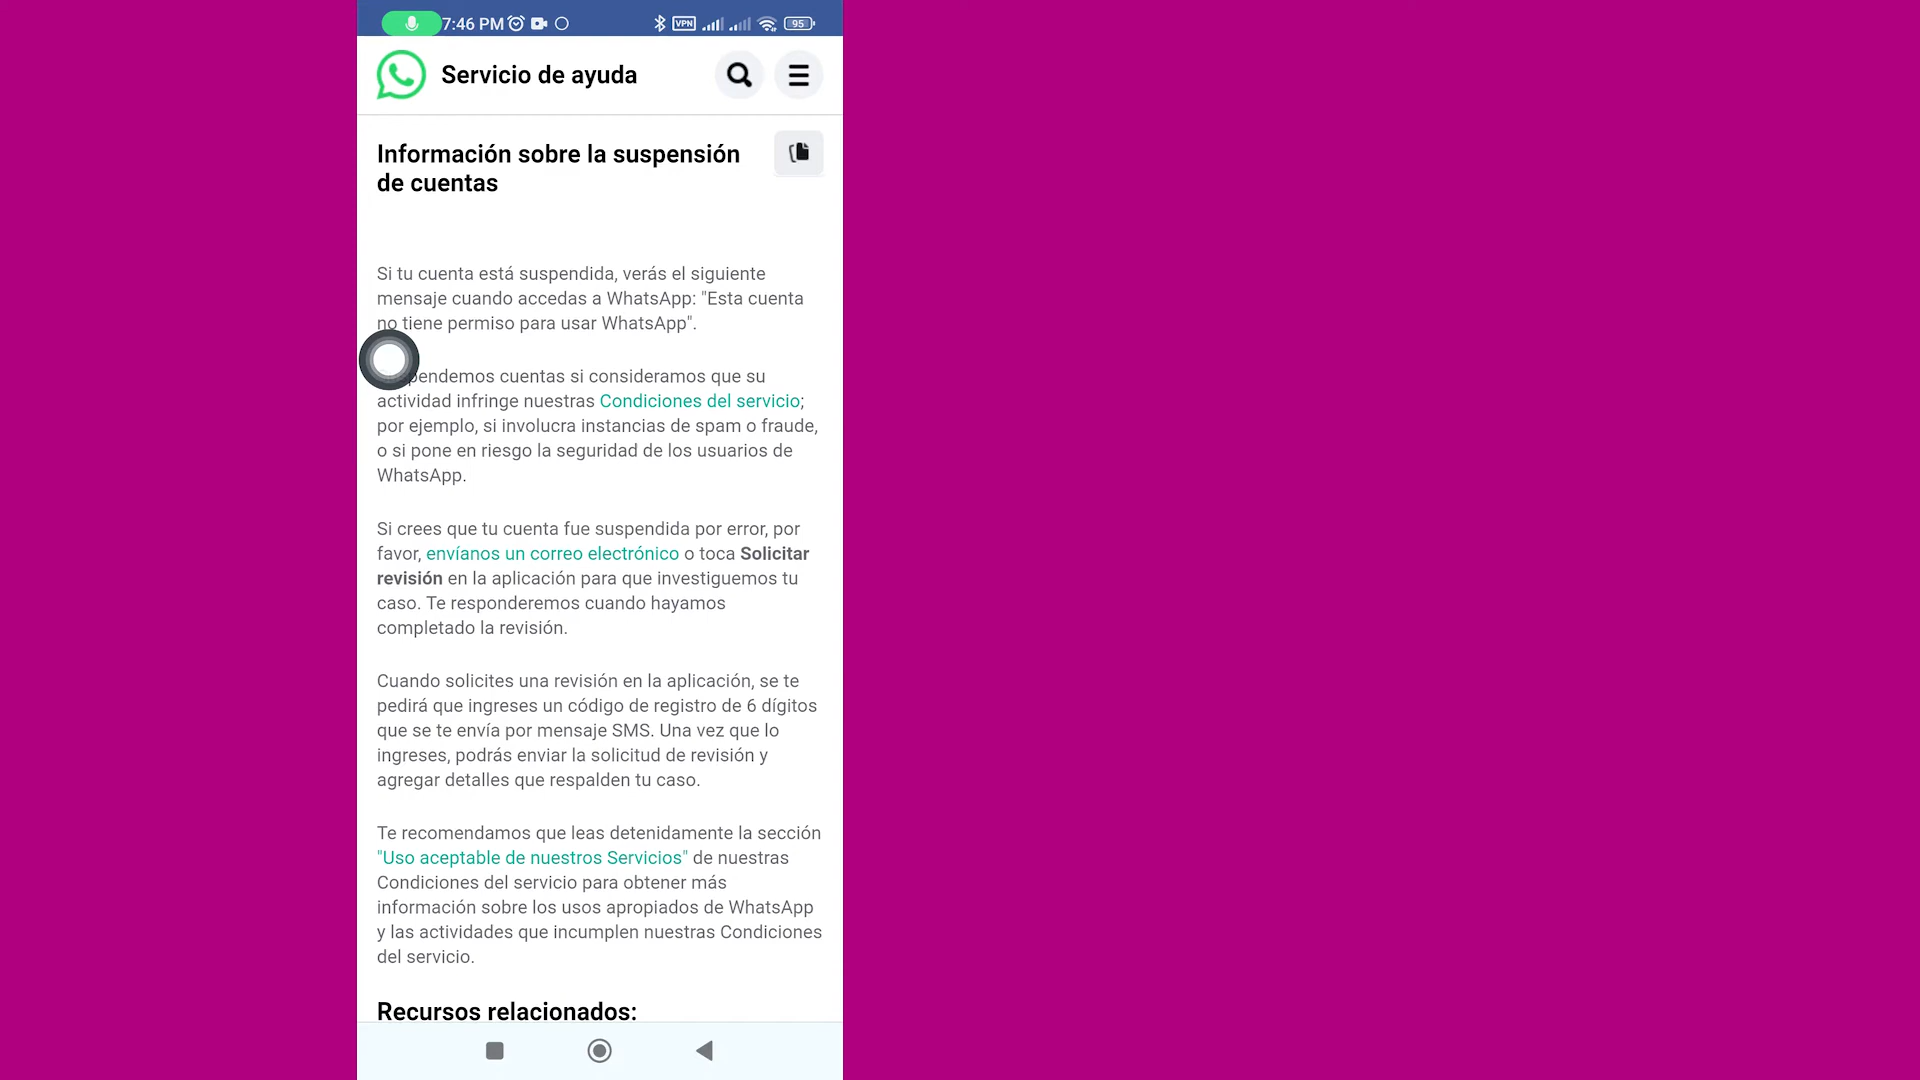 7:46 PM VPN 95
Servicio de ayuda
Información sobre la suspensión
de cuentas
Si tu cuenta está suspendida, verás el siguiente
mensaje cuando accedas a WhatsApp: "Esta cuenta
no tiene permiso para usar WhatsApp".
pendemos cuentas si consideramos que su
actividad infringe nuestras Condiciones del servicio;
por ejemplo, si involucra instancias de spam o fraude,
o si pone en riesgo la seguridad de los usuarios de
WhatsApp.
Si crees que tu cuenta fue suspendida por error, por
favor, envíanos un correo electrónico o toca Solicitar
revisión en la aplicación para que investiguemos tu
caso. Te responderemos cuando hayamos
completado la revisión.
Cuando solicites una revisión en la aplicación, se te
pedirá que ingreses un código de registro de 6 dígitos
que se te envía por mensaje SMS. Una vez que lo
ingreses, podrás enviar la solicitud de revisión y
agregar detalles que respalden tu caso.
Te recomendamos que leas detenidamente la sección
"Uso aceptable de nuestros Servicios" de nuestras
Condiciones del servicio para obtener más
información sobre los usos apropiados de WhatsApp
y las actividades que incumplen nuestras Condiciones
del servicio.
Recursos relacionados: